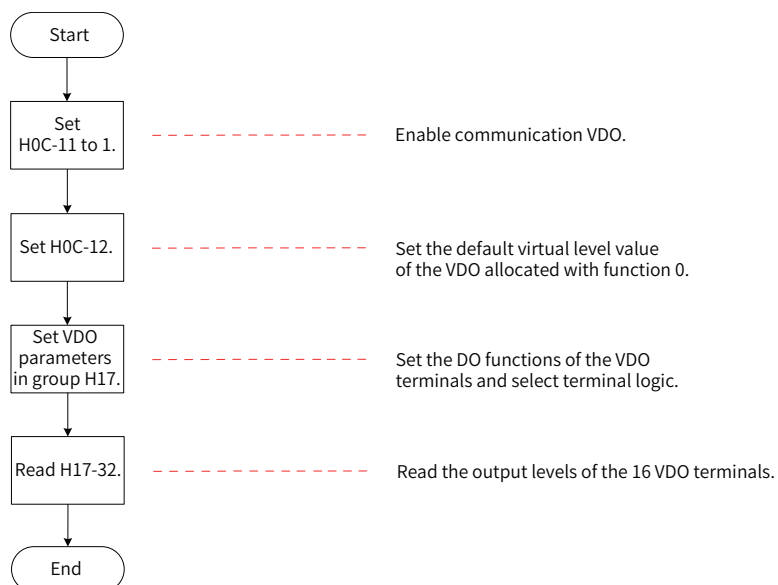 Start
Set
H0C-11 to 1.
Enable communication VDO.
Set H0C-12.
Set the default virtual level value
of the VDO allocated with function 0.
Set VDO
parameters
in group H17.
Set the DO functions of the VDO
terminals and select terminal logic.
Read H17-32.
Read the output levels of the 16 VDO terminals.
End